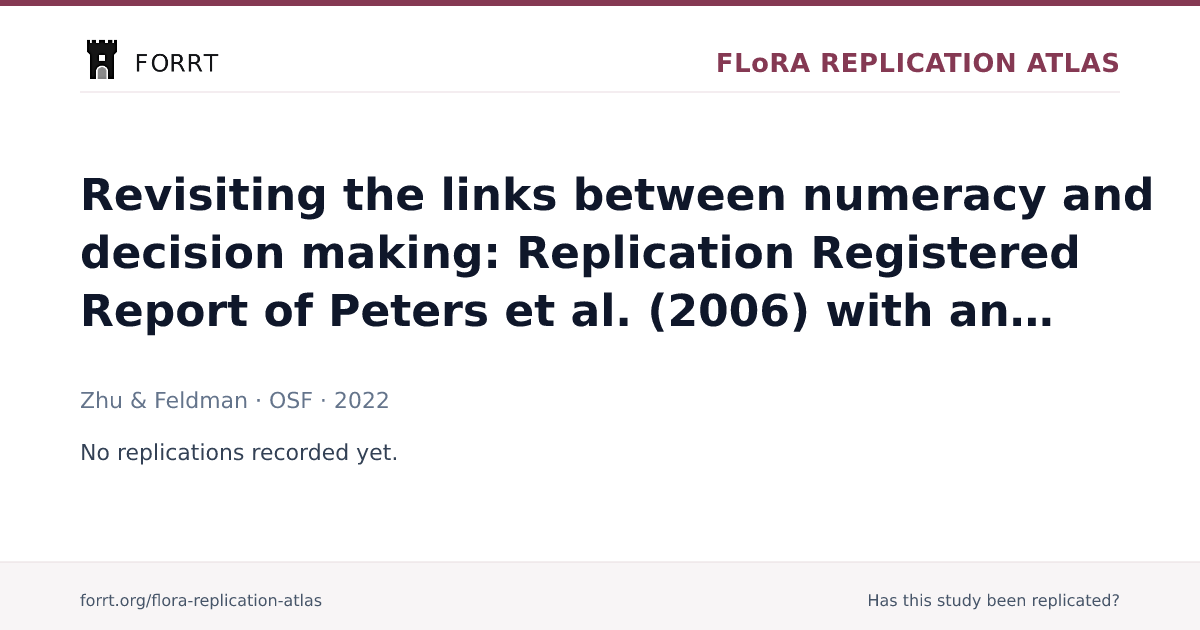 FORRT
FLoRA REPLICATION ATLAS
Revisiting the links between numeracy and
decision making: Replication Registered
Report of Peters et al. (2006) with an…
Zhu & Feldman · OSF · 2022
No replications recorded yet.
forrt.org/flora-replication-atlas
Has this study been replicated?